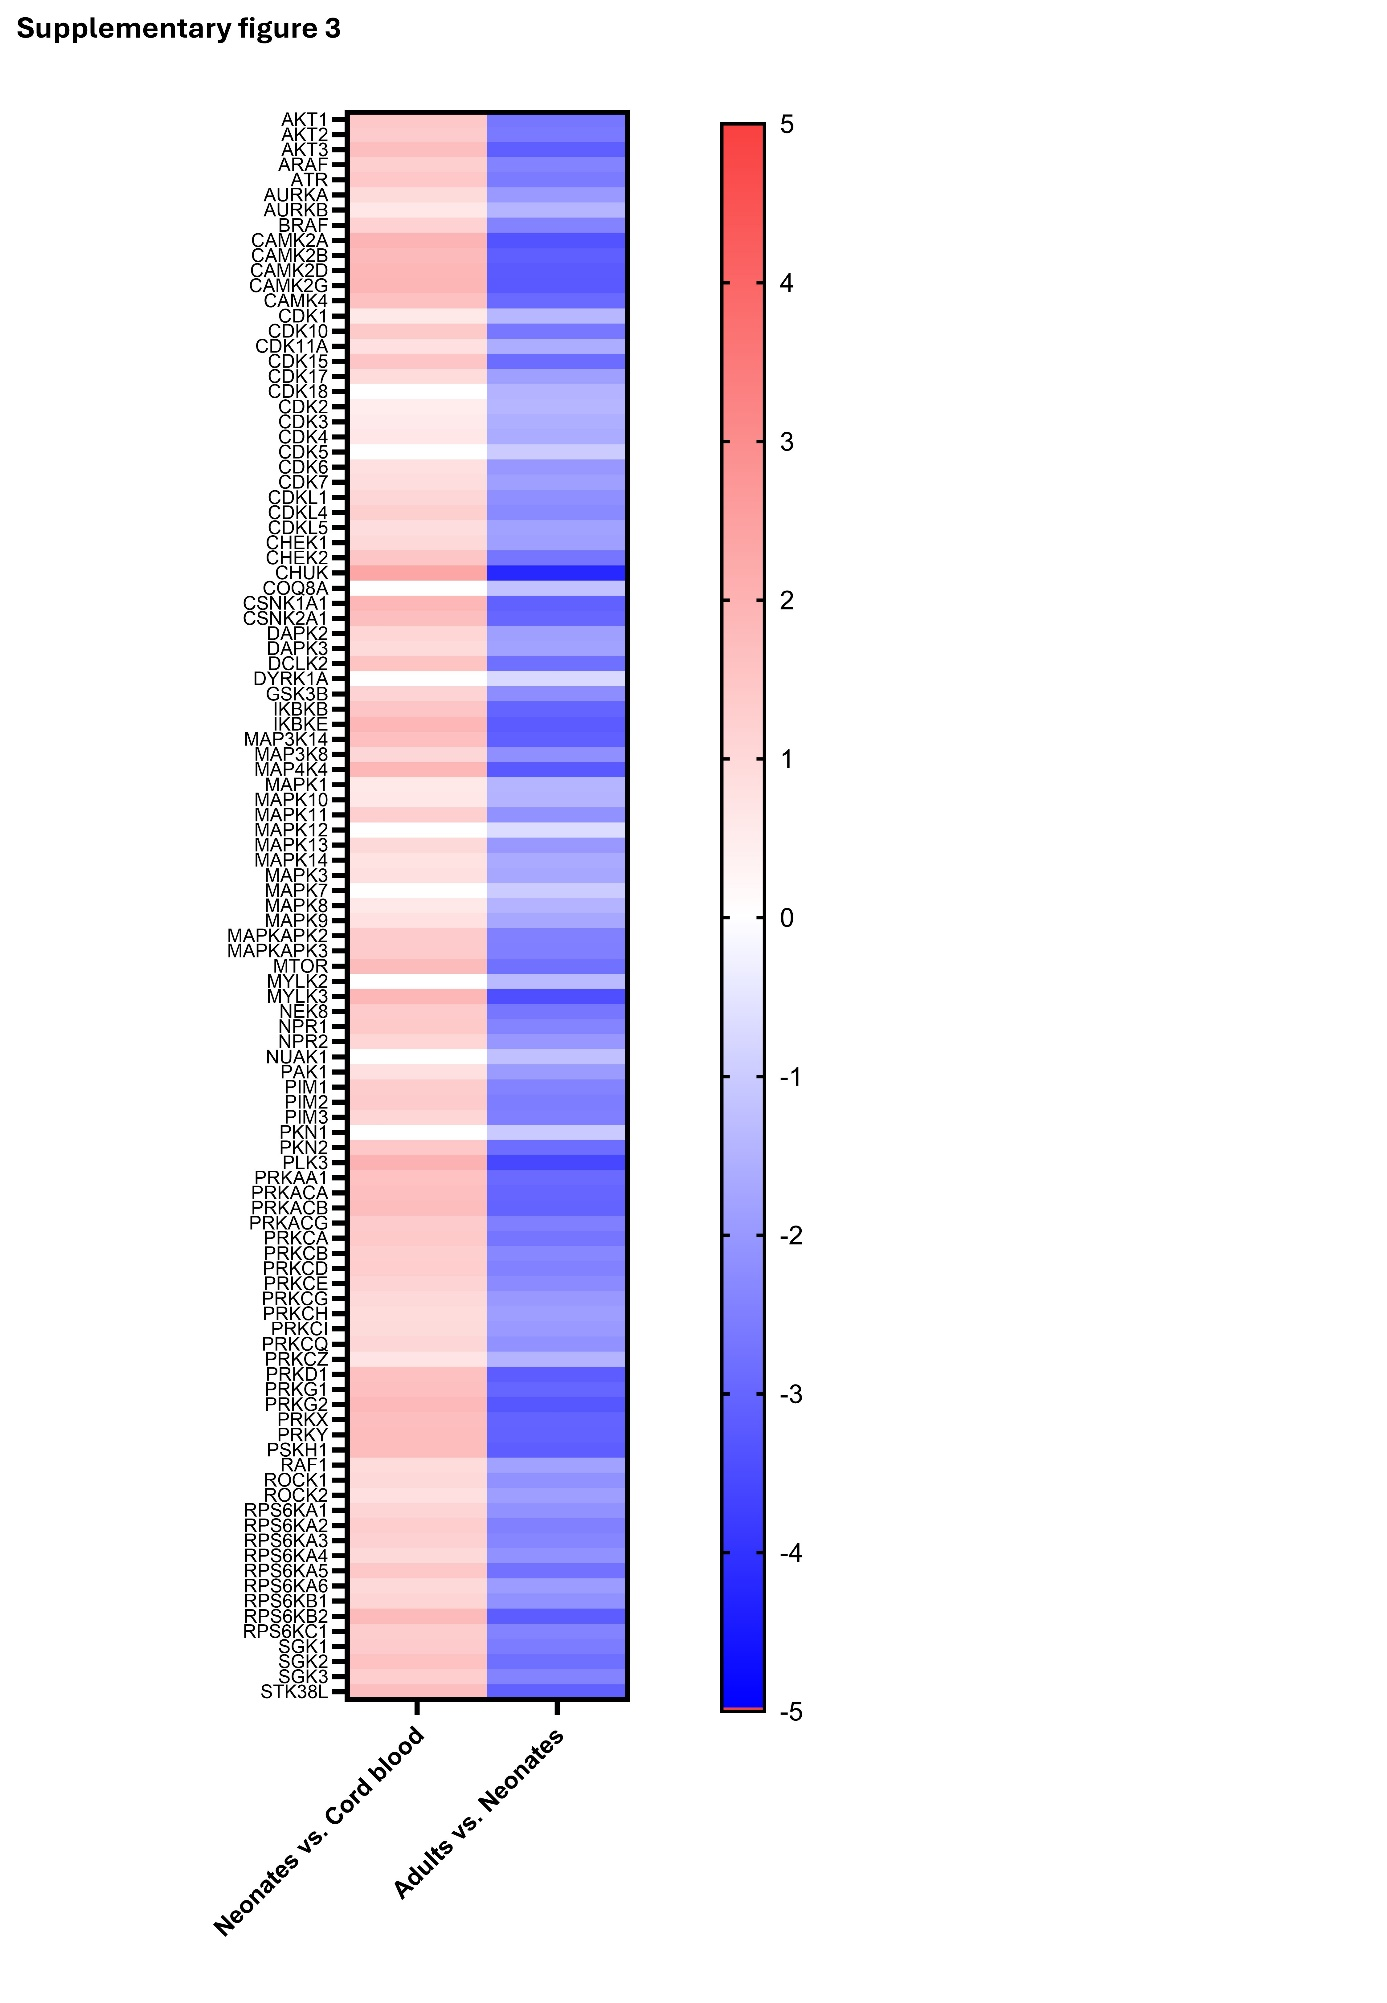 Supplementary figure 3
AKT1
AKT2
AKT3
ARAF
ATR
AURKA
AURKB
BRAF
CAMK2A
CAMK2B
CAMK2D
CAMK2G
CAMK4
CDK1
CDK10
CDK11A
CDK15
CDK17
CDK18
CDK2
CDK3
CDK4
CDK5
CDK6
CDK7
CDKL1
CDKL4
CDKL5
CHEK1
CHEK2
CHUK
COQ8A
CSNK1A1
CSNK2A1
DAPK2
DAPK3
DCLK2
DYRK1A
GSK3B
IKBKB
IKBKE
MAP3K14
MAP3K8
MAP4K4
MAPK1
MAPK10
MAPK11
MAPK12
MAPK13
MAPK14
MAPK3
MAPK7
MAPK8
MAPK9
MAPKAPK2
MAPKAPK3
MTOR
MYLK2
MYLK3
NEK8
NPR1
NPR2
NUAK1
PAK1
PIM1
PIM2
PIM3
PKN1
PKN2
PLK3
PRKAA1
PRKACA
PRKACB
PRKACG
PRKCA
PRKCB
PRKCD
PRKCE
PRKCG
PRKCH
PRKCI
PRKCQ
PRKCZ
PRKD1
PRKG1
PRKG2
PRKX
PRKY
PSKH1
RAF1
ROCK1
ROCK2
RPS6KA1
RPS6KA2
RPS6KA3
RPS6KA4
RPS6KA5
RPS6KA6
RPS6KB1
RPS6KB2
RPS6KC1
SGK1
SGK2
SGK3
STK38L
Neonates vs. Cord blood
Adults vs. Neonates
5
4
3
2
1
0
-1
-2
-3
-4
-5